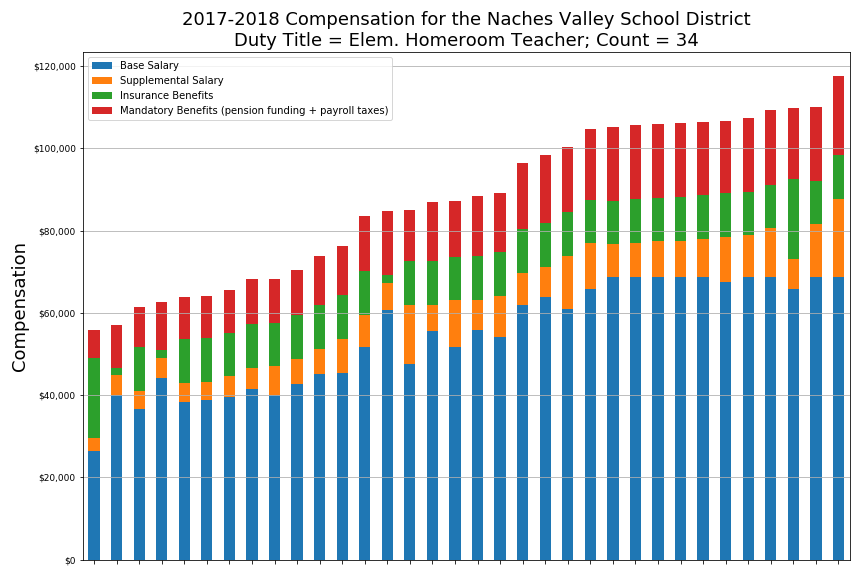 2017-2018 Compensation for the Naches Valley School District
Duty Title = Elem. Homeroom Teacher; Count = 34
Base Salary
Supplemental Salary
Insurance Benefits
Mandatory Benefits (pension funding + payroll taxes)
$120,000
$100,000
$80,000
$60,000
$40,000
$20,000
$0
Compensation